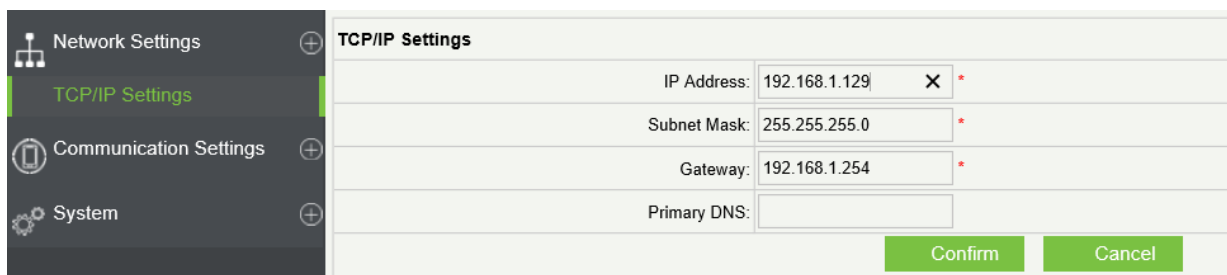 Network Settings
TCP/IP Settings
Communication Settings
System
TCP/IP Settings
IP Address: 192.168.1.129 *
Subnet Mask: 255.255.255.0 *
Gateway: 192.168.1.254 *
Primary DNS:
Confirm Cancel